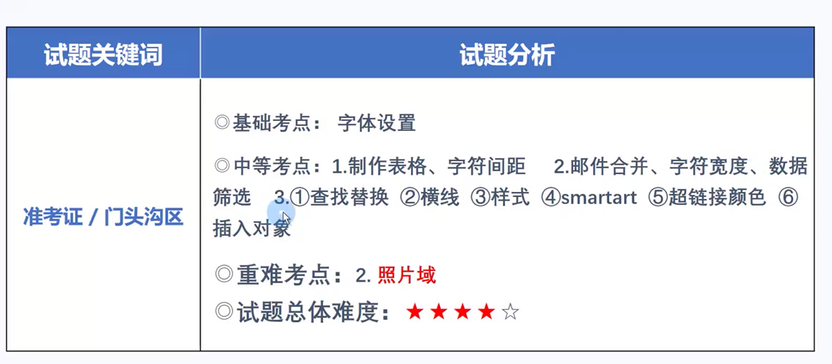 试题关键词
试题分析
准考证 / 门头沟区
◎基础考点： 字体设置
◎中等考点：1.制作表格、字符间距 2.邮件合并、字符宽度、数据
筛选 3.①查找替换 ②横线 ③样式 ④smartart ⑤超链接颜色 ⑥
插入对象
◎重难考点：2. 照片域
◎试题总体难度：★★★★☆